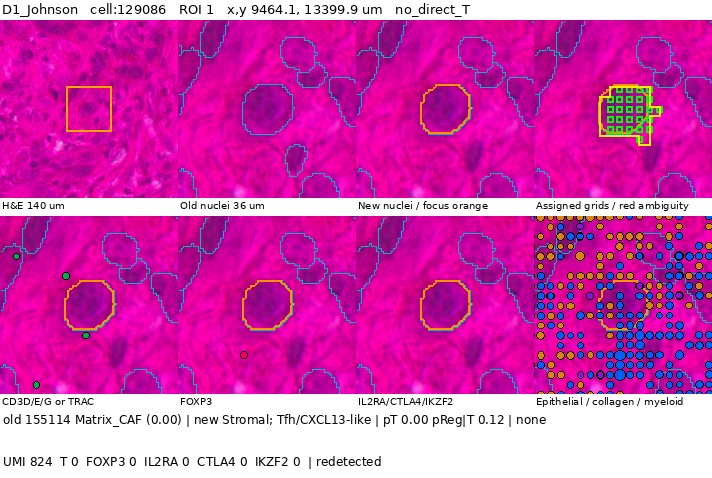 D1_Johnson   cell:129086   ROI 1   x,y 9464.1, 13399.9 um   no_direct_T
H&E 140 um
Old nuclei 36 um
New nuclei / focus orange
Assigned grids / red ambiguity
CD3D/E/G or TRAC
FOXP3
IL2RA/CTLA4/IKZF2
Epithelial / collagen / myeloid
old 155114 Matrix_CAF (0.00) | new Stromal; Tfh/CXCL13-like | pT 0.00 pReg|T 0.12 | none
UMI 824  T 0  FOXP3 0  IL2RA 0  CTLA4 0  IKZF2 0  | redetected